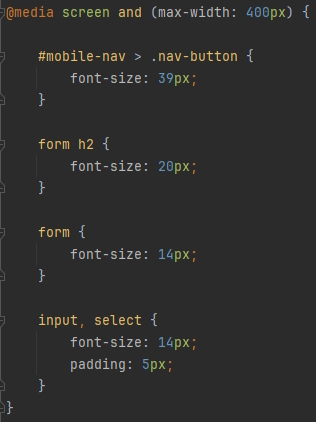 @media screen and (max-width: 400px) {
#mobile-nav > .nav-button {
font-size: 39px;
}
form h2 {
font-size: 20px;
}
form {
font-size: 14px;
}
input, select {
font-size: 14px;
padding: 5px;
}
}